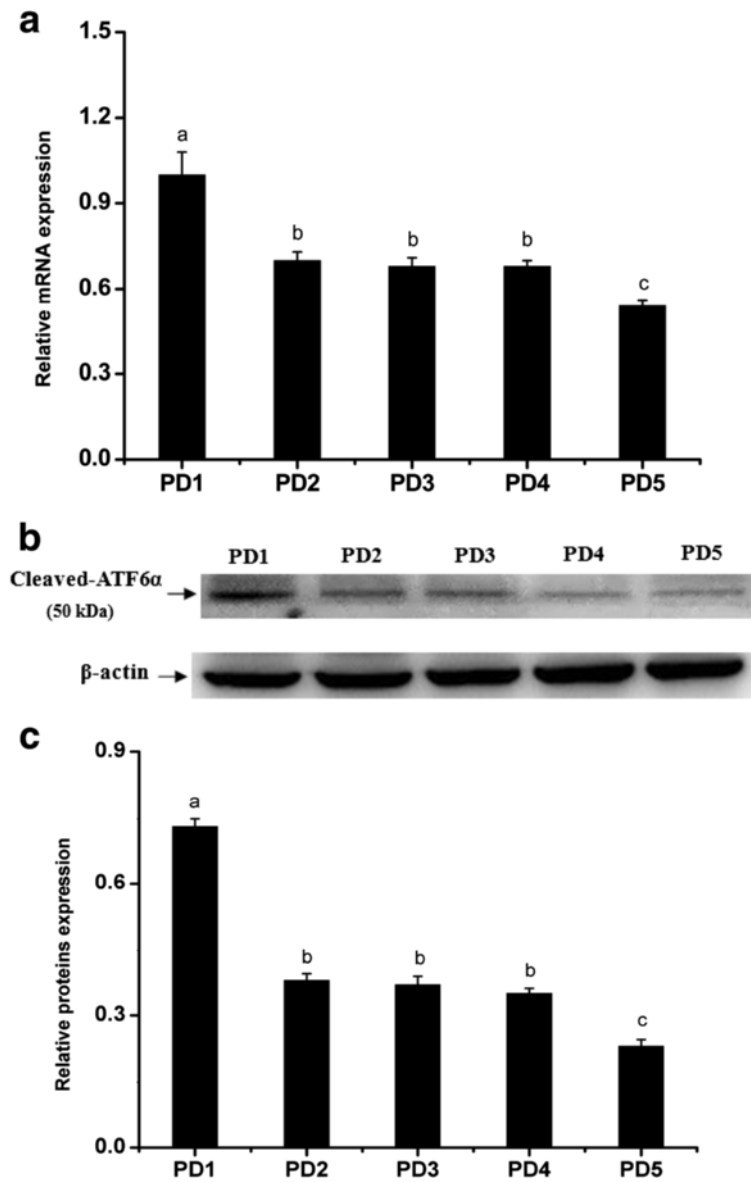 a
1.5
1.2
0.9
0.6
0.3
0.0
Relative mRNA expression
a
b
b
b
c
PD1 PD2 PD3 PD4 PD5
b
PD1 PD2 PD3 PD4 PD5
Cleaved-ATF6α
(50 kDa)
β-actin
c
0.9
0.6
0.3
0.0
Relative proteins expression
a
b
b
b
c
PD1 PD2 PD3 PD4 PD5